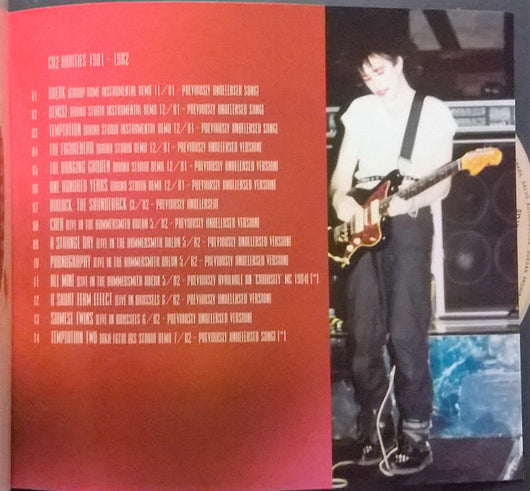 CD2 RARITIES 1981 - 1982
01 BREAK (GROUP HOME INSTRUMENTAL DEMO 11/81 - PREVIOUSLY UNRELEASED SONG)
02 DEMISE (RHINO STUDIO INSTRUMENTAL DEMO 12/81 - PREVIOUSLY UNRELEASED SONG)
03 TEMPTATION (RHINO STUDIO INSTRUMENTAL DEMO 12/81 - PREVIOUSLY UNRELEASED SONG)
04 THE FIGUREHEAD (RHINO STUDIO DEMO 12/81 - PREVIOUSLY UNRELEASED VERSION)
05 THE HANGING GARDEN (RHINO STUDIO DEMO 12/81 - PREVIOUSLY UNRELEASED VERSION)
06 ONE HUNDRED YEARS (RHINO STUDIO DEMO 12/81 - PREVIOUSLY UNRELEASED VERSION)
07 AIRLOCK: THE SOUNDTRACK (3/82 - PREVIOUSLY UNRELEASED)
08 COLD (LIVE IN THE HAMMERSMITH ODEON 5/82 - PREVIOUSLY UNRELEASED VERSION)
09 A STRANGE DAY (LIVE IN THE HAMMERSMITH ODEON 5/82 - PREVIOUSLY UNRELEASED VERSION)
10 PORNOGRAPHY (LIVE IN THE HAMMERSMITH ODEON 5/82 - PREVIOUSLY UNRELEASED VERSION)
11 ALL MINE (LIVE IN THE HAMMERSMITH ODEON 5/82 - PREVIOUSLY AVAILABLE ON 'CURIOSITY' MC 1984) (*)
12 A SHORT TERM EFFECT (LIVE IN BRUSSELS 6/82 - PREVIOUSLY UNRELEASED VERSION)
13 SIAMESE TWINS (LIVE IN BRUSSELS 6/82 - PREVIOUSLY UNRELEASED VERSION)
14 TEMPTATION TWO (AKA LGTB) (RS STUDIO DEMO 7/82 - PREVIOUSLY UNRELEASED SONG) (*)